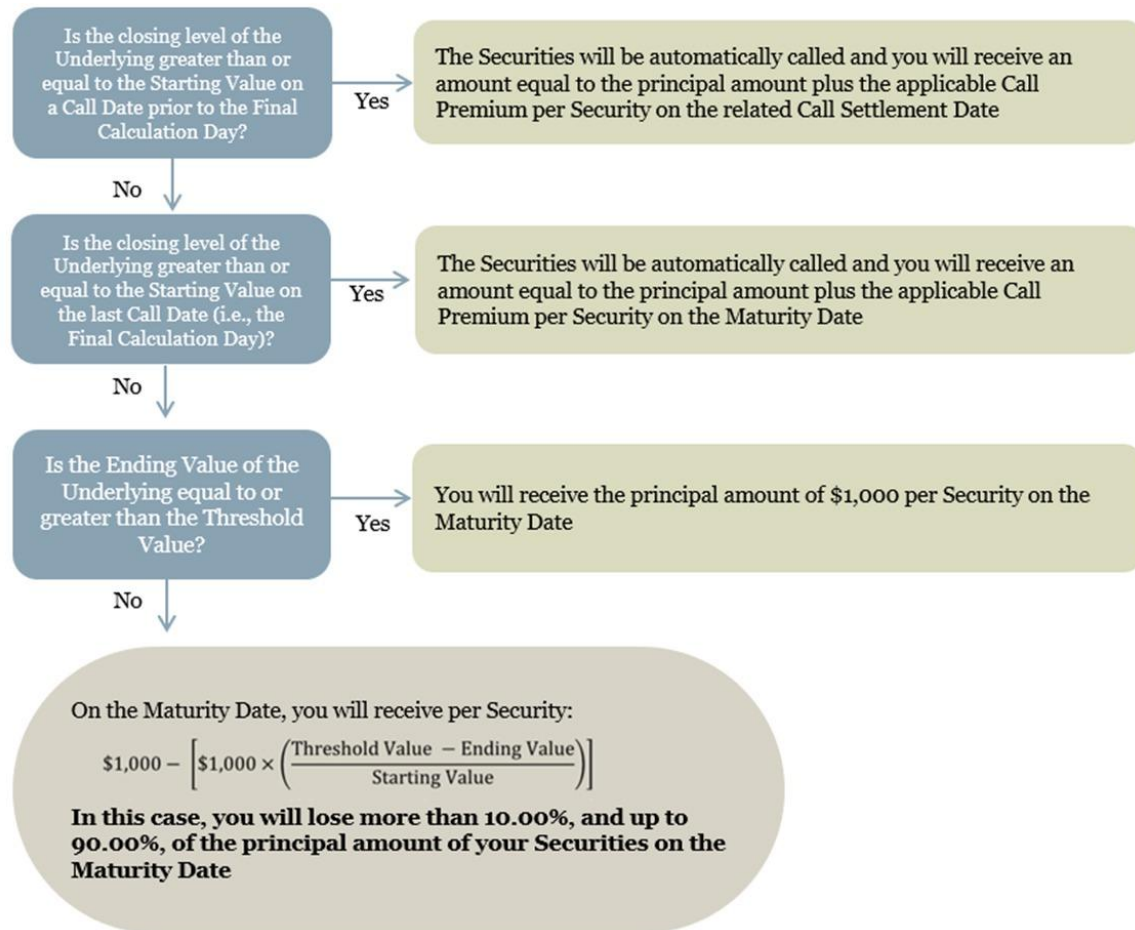 Is the closing level of the
Underlying greater than or
equal to the Starting Value on
a Call Date prior to the Final
Calculation Day?
Yes
The Securities will be automatically called and you will receive an
amount equal to the principal amount plus the applicable Call
Premium per Security on the related Call Settlement Date
No
Is the closing level of the
Underlying greater than or
equal to the Starting Value on
the last Call Date (i.e., the
Final Calculation Day)?
Yes
The Securities will be automatically called and you will receive an
amount equal to the principal amount plus the applicable Call
Premium per Security on the Maturity Date
No
Is the Ending Value of the
Underlying equal to or
greater than the Threshold
Value?
Yes
You will receive the principal amount of $1,000 per Security on the
Maturity Date
No
On the Maturity Date, you will receive per Security:
$1,000 − [$1,000 × (Threshold Value − Ending Value / Starting Value)]
In this case, you will lose more than 10.00%, and up to
90.00%, of the principal amount of your Securities on the
Maturity Date